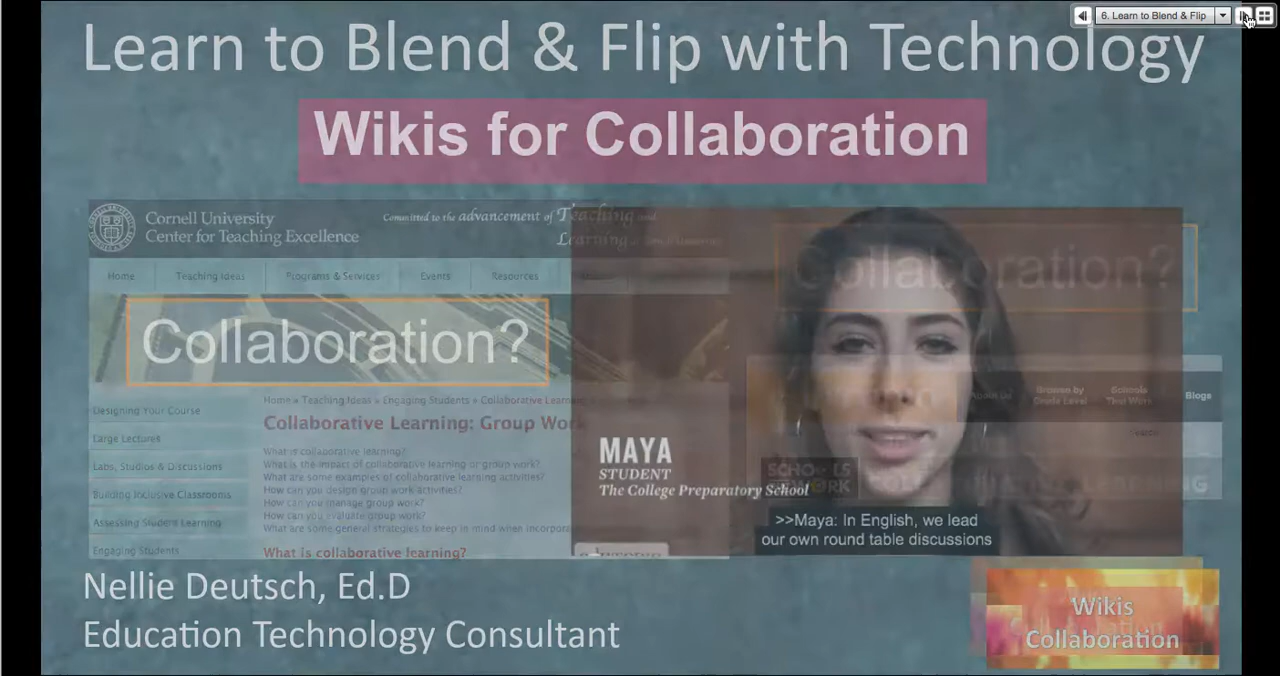 6. Learn to Blend & Flip
Learn to Blend & Flip with Technology
Wikis for Collaboration
Cornell University
Center for Teaching Excellence
Committed to the advancement of Teaching and
Learning
Home Teaching Ideas Programs & Services Events Resources
Collaboration?
Collaboration?
Designing Your Course
Large Lectures
Labs, Studios & Discussions
Building Inclusive Classrooms
Assessing Student Learning
Engaging Students
Home » Teaching Ideas » Engaging Students » Collaborative Learning
Collaborative Learning: Group Work
What is collaborative learning?
What is the impact of collaborative learning or group work?
What are some examples of collaborative learning activities?
How can you design group work activities?
How can you manage group work?
How can you evaluate group work?
What are some general strategies to keep in mind when incorpora
What is collaborative learning?
MAYA
STUDENT
The College Preparatory School
About Us Browse by Grade Level Schools That Work Blogs
Search
SCHOOLS
>>Maya: In English, we lead
our own round table discussions
Nellie Deutsch, Ed.D
Education Technology Consultant
Wikis
Collaboration